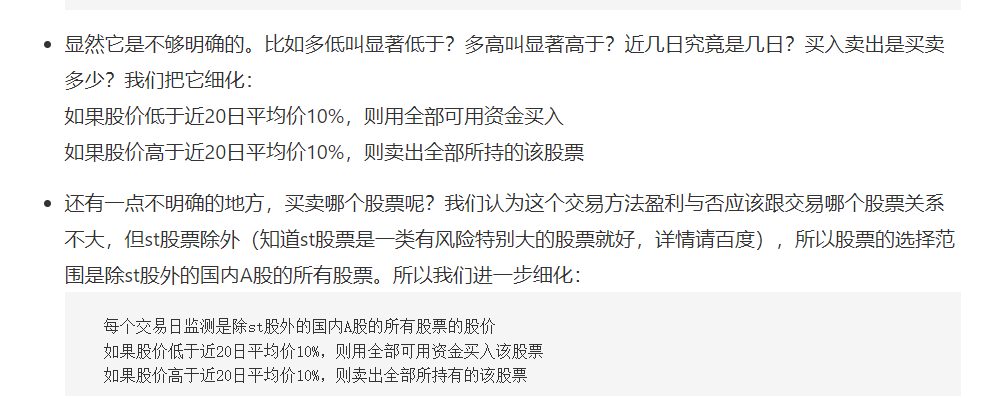 显然它是不够明确的。比如多低叫显著低于？多高叫显著高于？近几日究竟是几日？买入卖出是买卖
多少？我们把它细化：
如果股价低于近20日平均价10%，则用全部可用资金买入
如果股价高于近20日平均价10%，则卖出全部所持的该股票
还有一点不明确的地方，买卖哪个股票呢？我们认为这个交易方法盈利与否应该跟交易哪个股票关系
不大，但st股票除外（知道st股票是一类有风险特别大的股票就好，详情请百度），所以股票的选择范
围是除st股外的国内A股的所有股票。所以我们进一步细化：
每个交易日监测是除st股外的国内A股的所有股票的股价
如果股价低于近20日平均价10%，则用全部可用资金买入该股票
如果股价高于近20日平均价10%，则卖出全部所持有的该股票